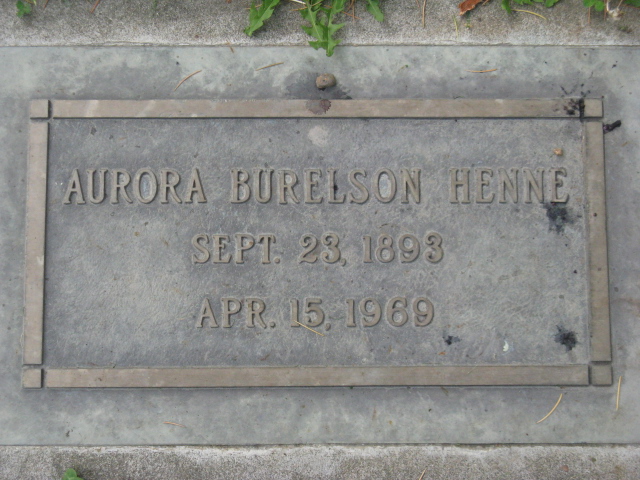 AURORA BURELSON HENNE
SEPT. 23, 1893
APR. 15, 1969